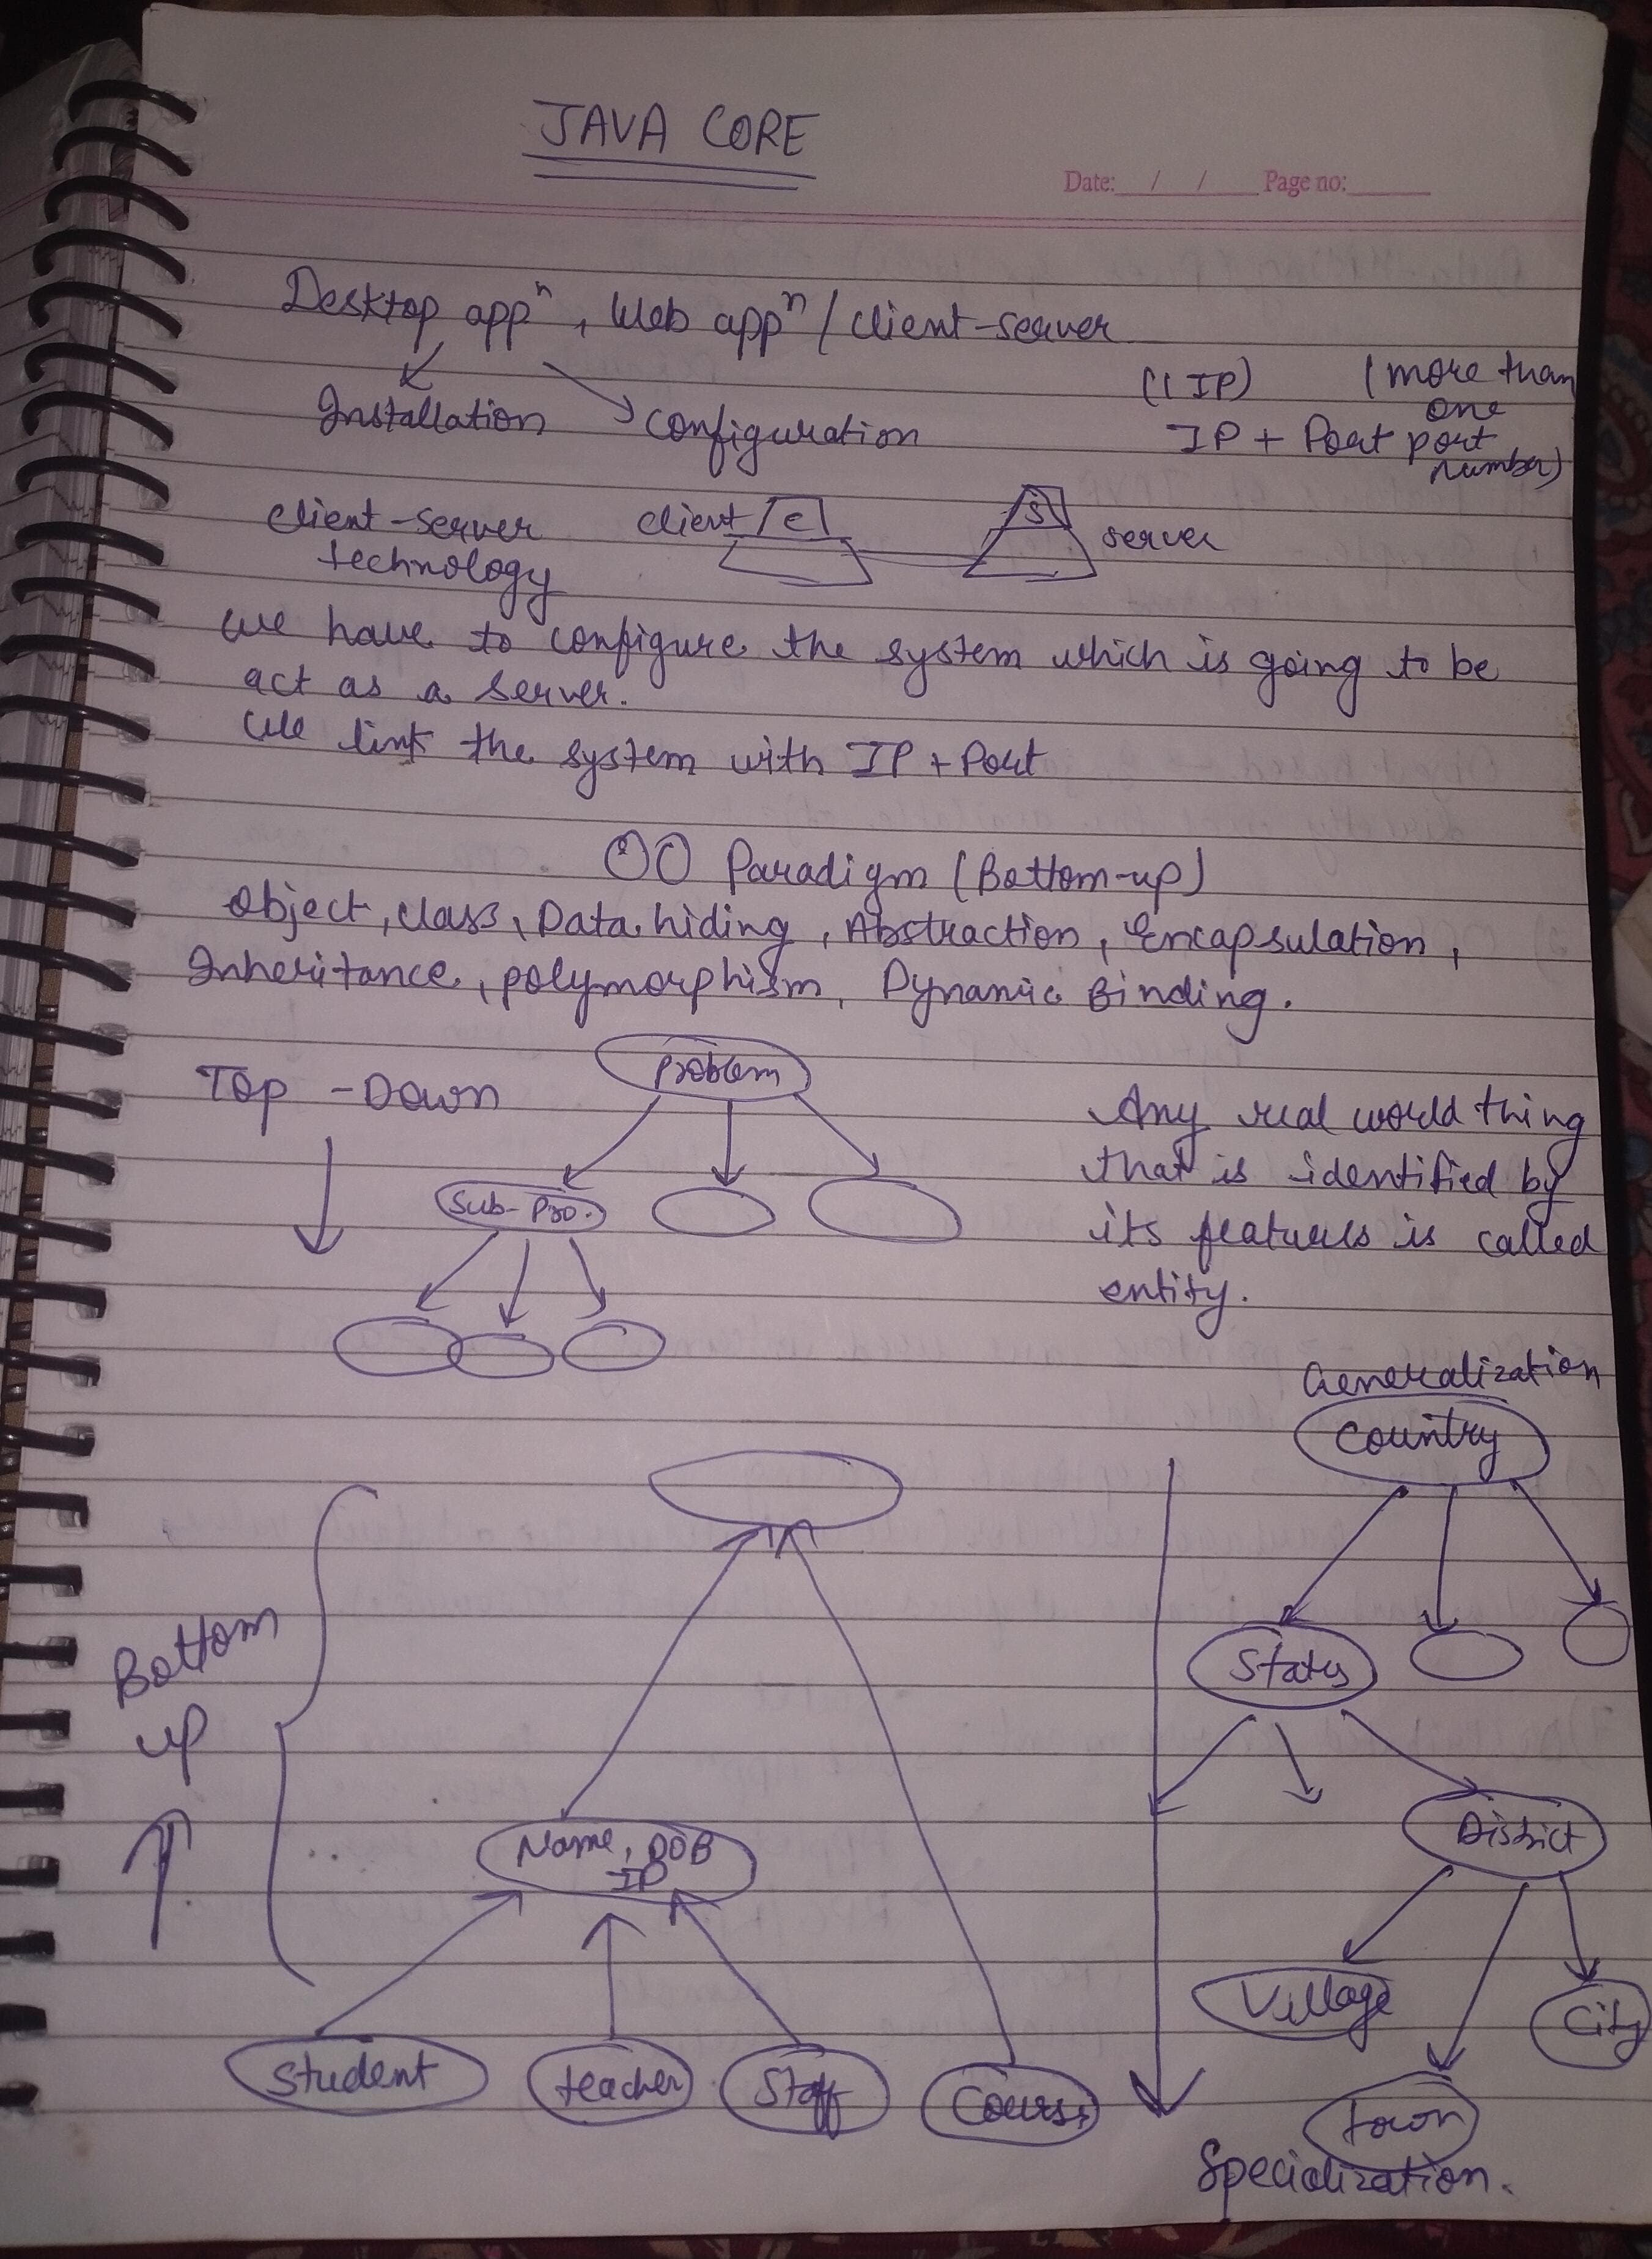 JAVA CORE
Date: / / Page no:
Desktop appⁿ, Web appⁿ / client-server
Installation
configuration
(1 IP) (more than one port number)
IP + Port
client-server technology
client
C
S
server
we have to configure the system which is going to be
act as a server.
We link the system with IP + Port
OO Paradigm (Bottom-up)
object, class, Data hiding, Abstraction, Encapsulation,
Inheritance, polymorphism, Dynamic Binding.
Top - Down
Problem
Sub-Pro.
Any real world thing
that is identified by
its features is called
entity.
Generalization
Country
States
District
Village
City
Town
Specialization.
Bottom
up
Name, DOB
Student
teacher
Staff